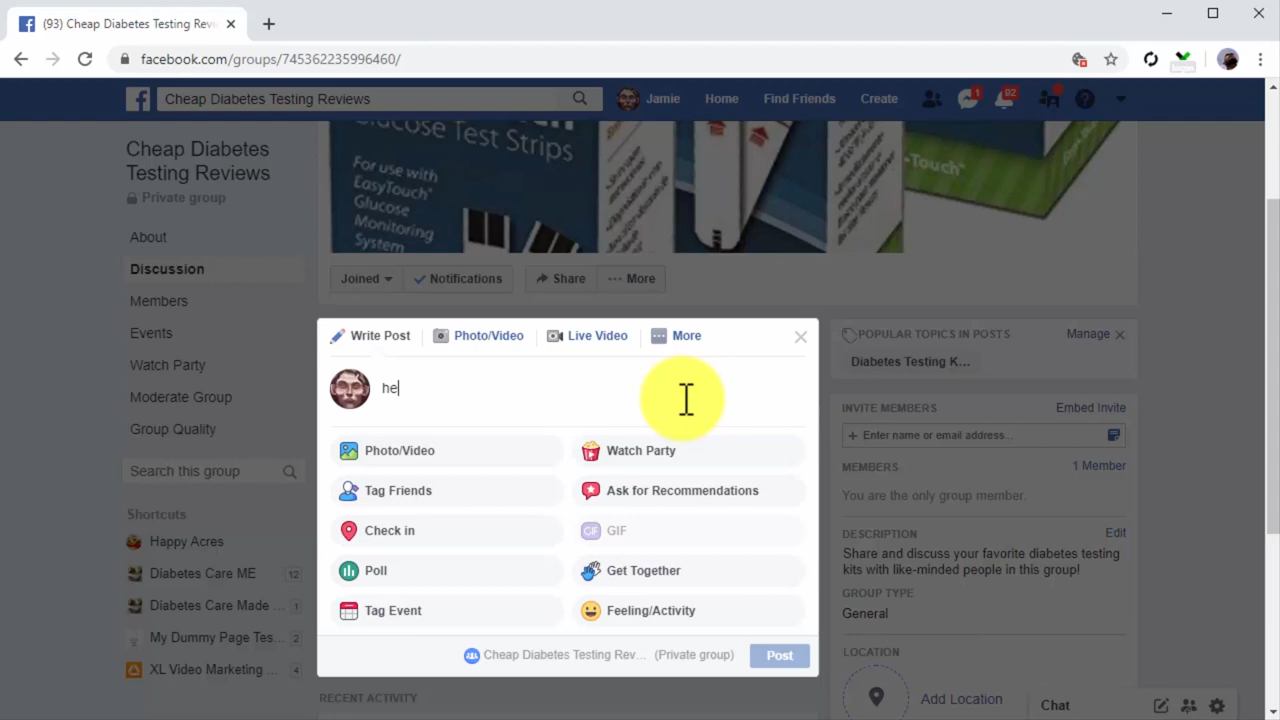 (93) Cheap Diabetes Testing Revi
facebook.com/groups/745362235996460/
Cheap Diabetes Testing Reviews
Jamie
Home
Find Friends
Create
1
92
Cheap Diabetes
Testing Reviews
Private group
About
Discussion
Members
Events
Watch Party
Moderate Group
Group Quality
Search this group
Shortcuts
Happy Acres
Diabetes Care ME 12
Diabetes Care Made ... 1
My Dummy Page Tes... 2
XL Video Marketing ... 4
Glucose Test Strips
For use with
EasyTouch
Glucose
Monitoring
System
-Touch
Joined
Notifications
Share
More
Write Post
Photo/Video
Live Video
More
he
Photo/Video
Watch Party
Tag Friends
Ask for Recommendations
Check in
GIF
GIF
Poll
Get Together
Tag Event
Feeling/Activity
Cheap Diabetes Testing Rev... (Private group)
Post
RECENT ACTIVITY
POPULAR TOPICS IN POSTS
Manage
Diabetes Testing K...
INVITE MEMBERS
Embed Invite
+ Enter name or email address...
MEMBERS
1 Member
You are the only group member.
DESCRIPTION
Edit
Share and discuss your favorite diabetes testing
kits with like-minded people in this group!
GROUP TYPE
General
LOCATION
Add Location
Chat